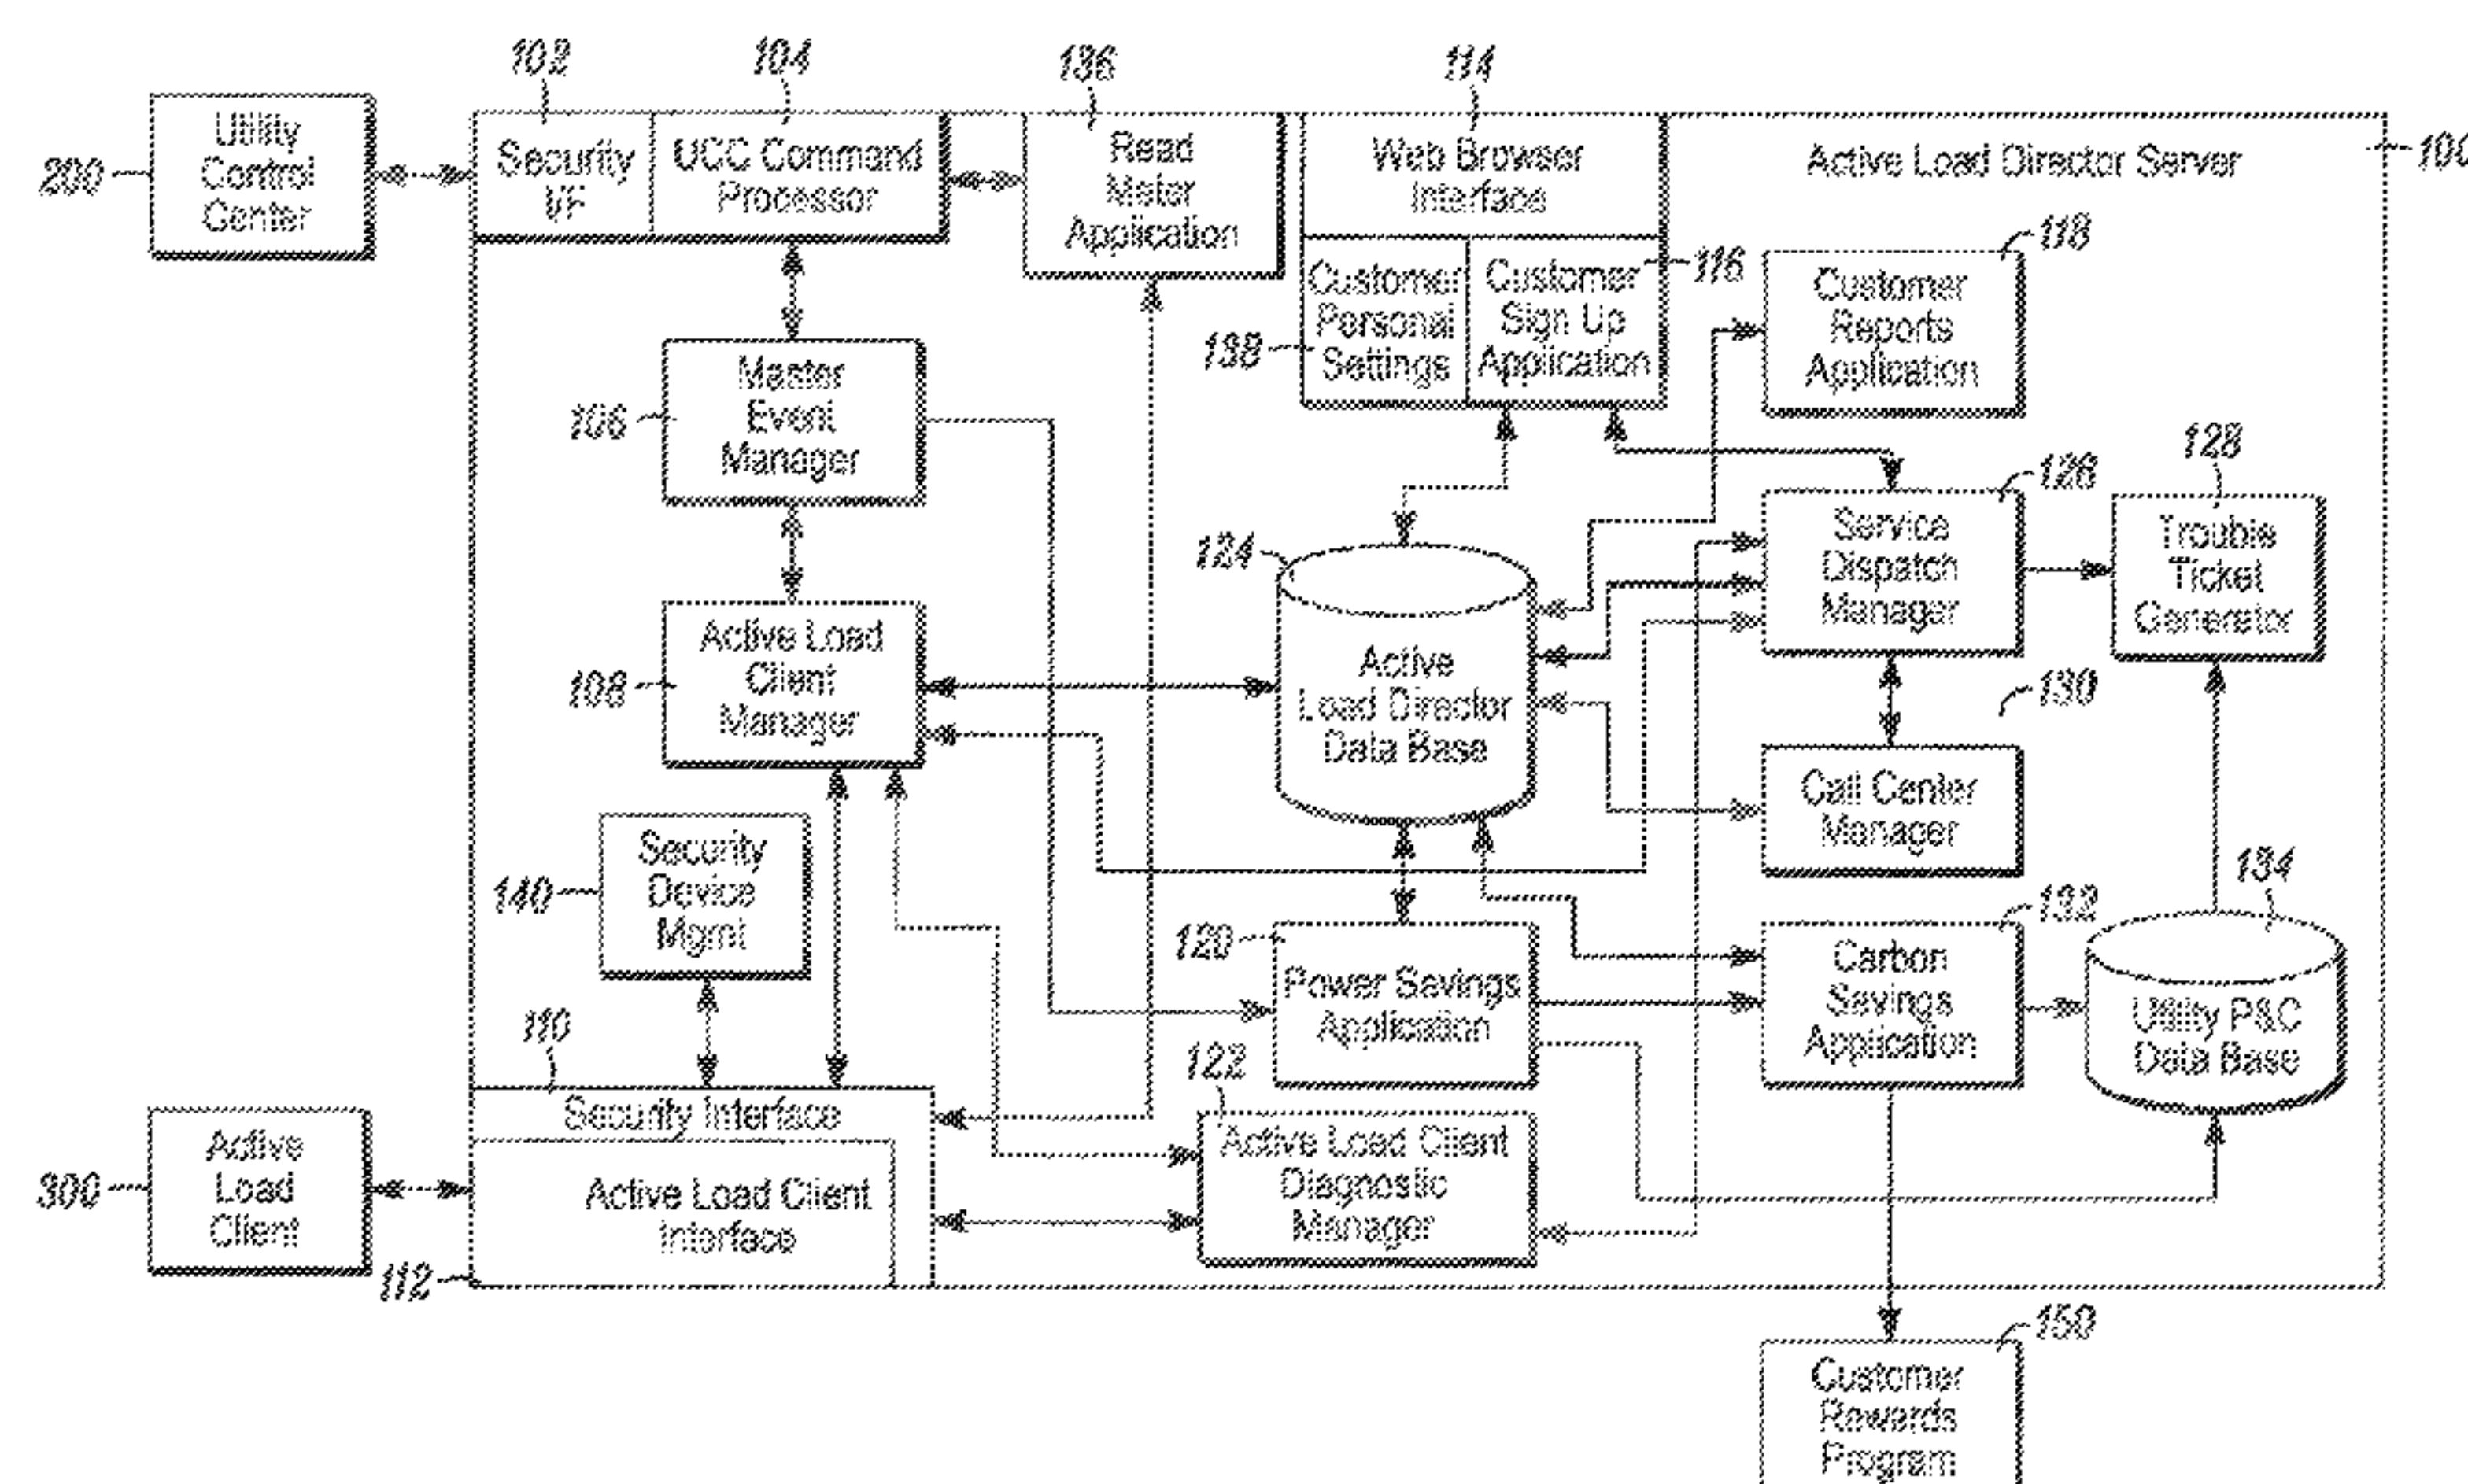 102
104
136
114
200
Utility
Control
Center
Security
I/F
UCC Command
Processor
Read
Meter
Application
Web Browser
Interface
Active Load Director Server
100
Customer
Personal
Settings
138
Customer
Sign Up
Application
116
118
Customer
Reports
Application
106
Master
Event
Manager
124
Active
Load Director
Data Base
126
Service
Dispatch
Manager
128
Trouble
Ticket
Generator
108
Active Load
Client
Manager
130
Call Center
Manager
140
Security
Device
Mgmt
120
Power Savings
Application
132
Carbon
Savings
Application
134
Utility P&C
Data Base
110
Security Interface
122
Active Load Client
Diagnostic
Manager
300
Active
Load
Client
Active Load Client
Interface
112
150
Customer
Rewards
Program